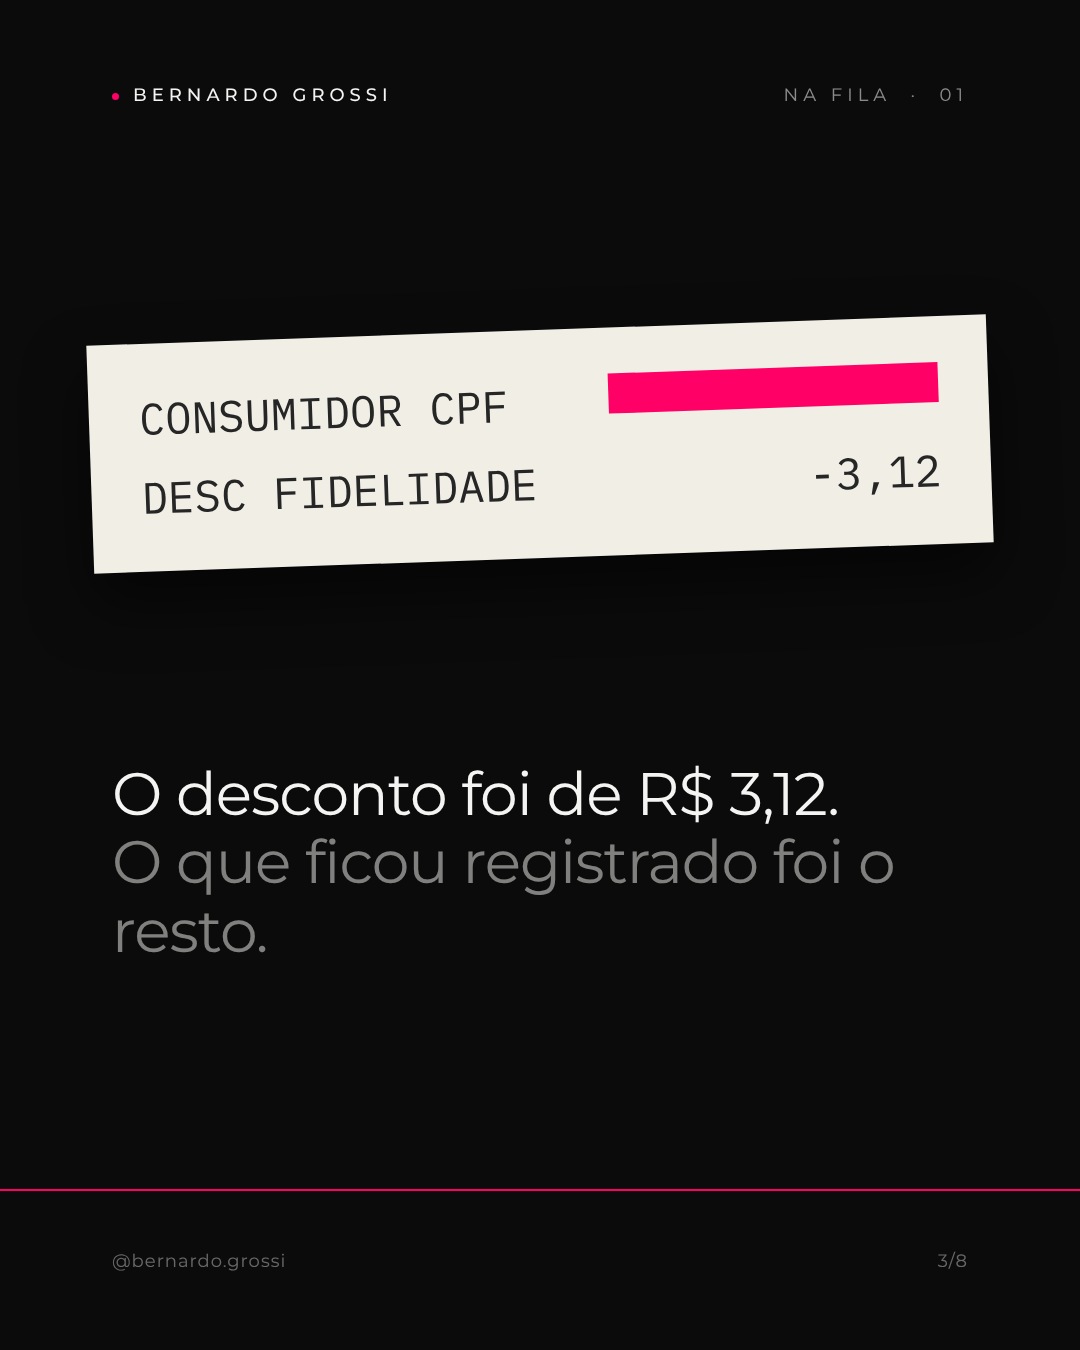 BERNARDO GROSSI
NA FILA · 01
CONSUMIDOR CPF
DESC FIDELIDADE -3,12
O desconto foi de R$ 3,12.
O que ficou registrado foi o
resto.
@bernardo.grossi
3/8